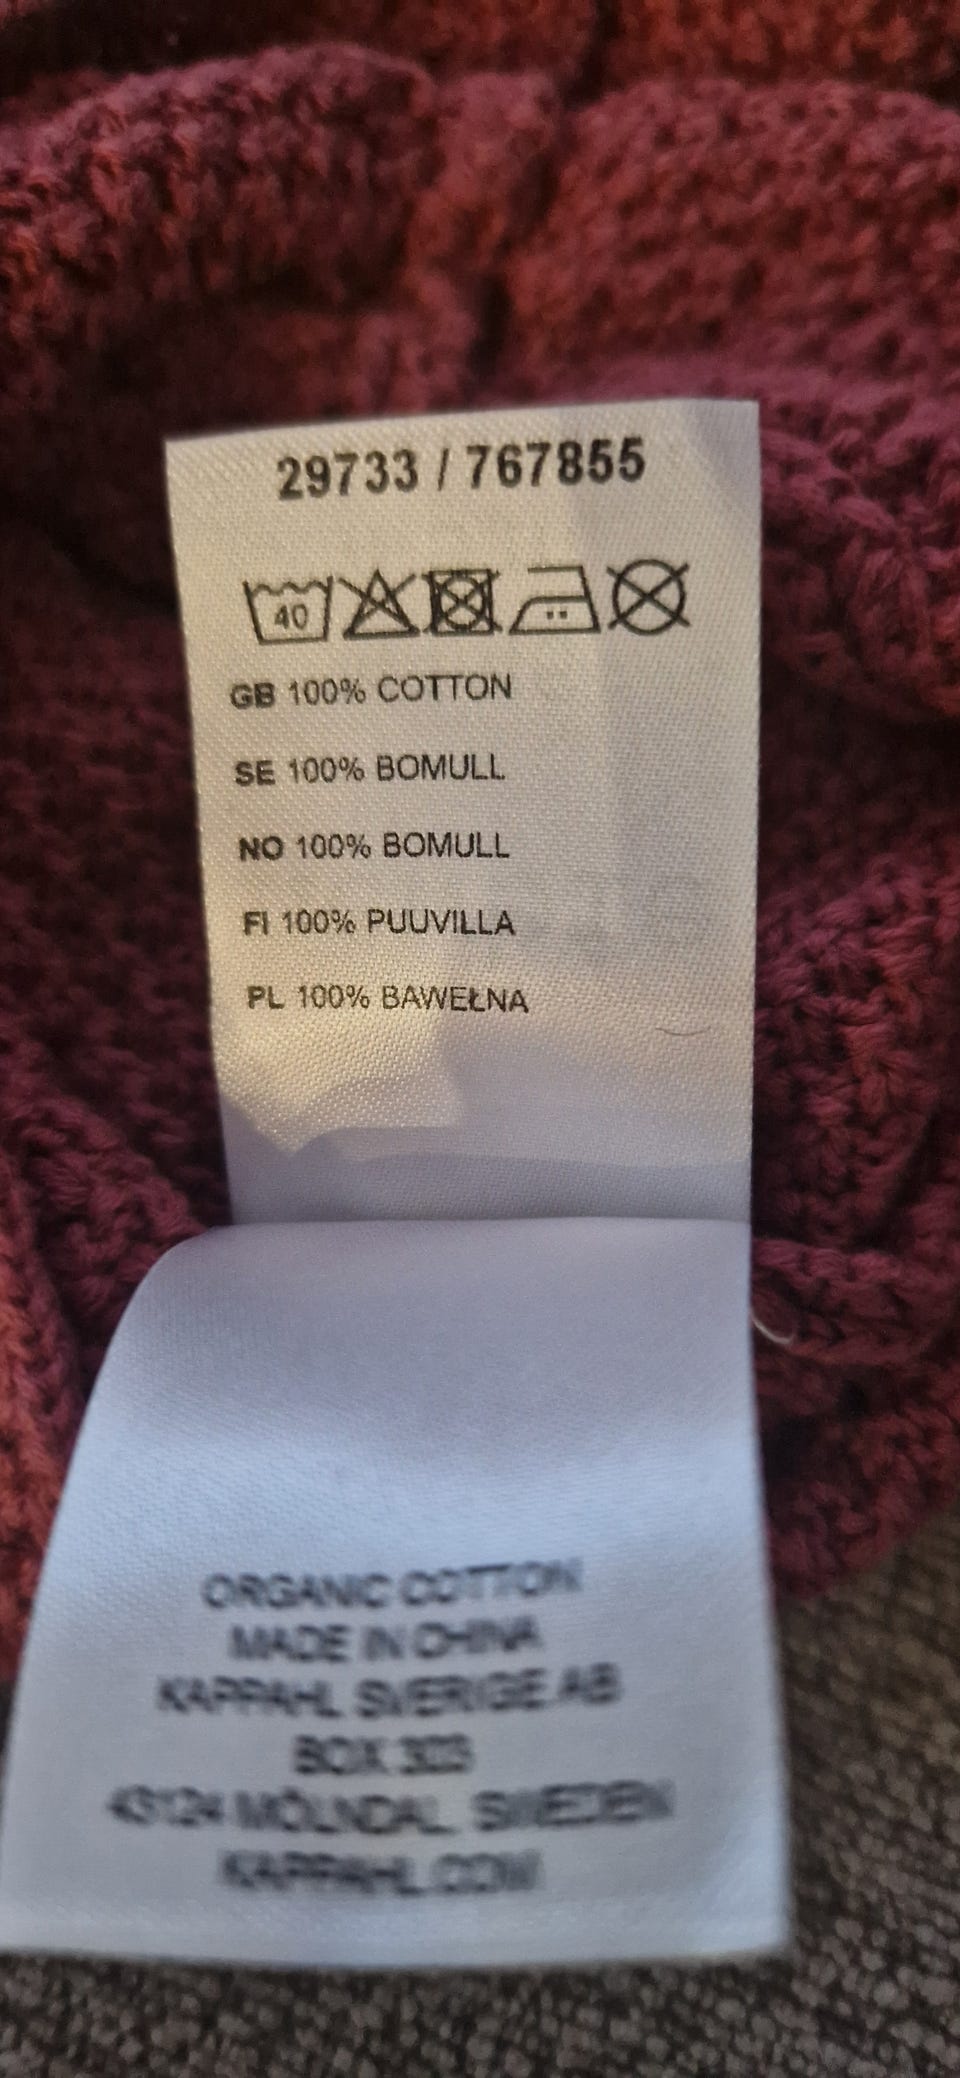 29733 / 767855
40
GB 100% COTTON
SE 100% BOMULL
NO 100% BOMULL
FI 100% PUUVILLA
PL 100% BAWEŁNA
ORGANIC COTTON
MADE IN CHINA
KAPPAHL SVERIGE AB
BOX 303
43124 MÖLNDAL SWEDEN
KAPPAHL.COM